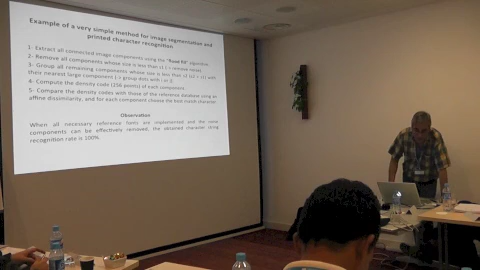 Example of a very simple method for image segmentation and
printed character recognition
1- Extract all connected image components using the "flood fill" algorithm
2- Remove all components whose size is less than s1 ( > remove noise)
3- Group all remaining components whose size is less than s2 (s2 > s1) with
their nearest large component ( > group dots with i or j)
4- Compute the density code (256 points) of each component
5- Compare the density codes with those of the reference database using an
affine dissimilarity, and for each component choose the best match character
Observation
When all necessary reference fonts are implemented and the noise
components can be effectively removed, the obtained character string
recognition rate is 100%